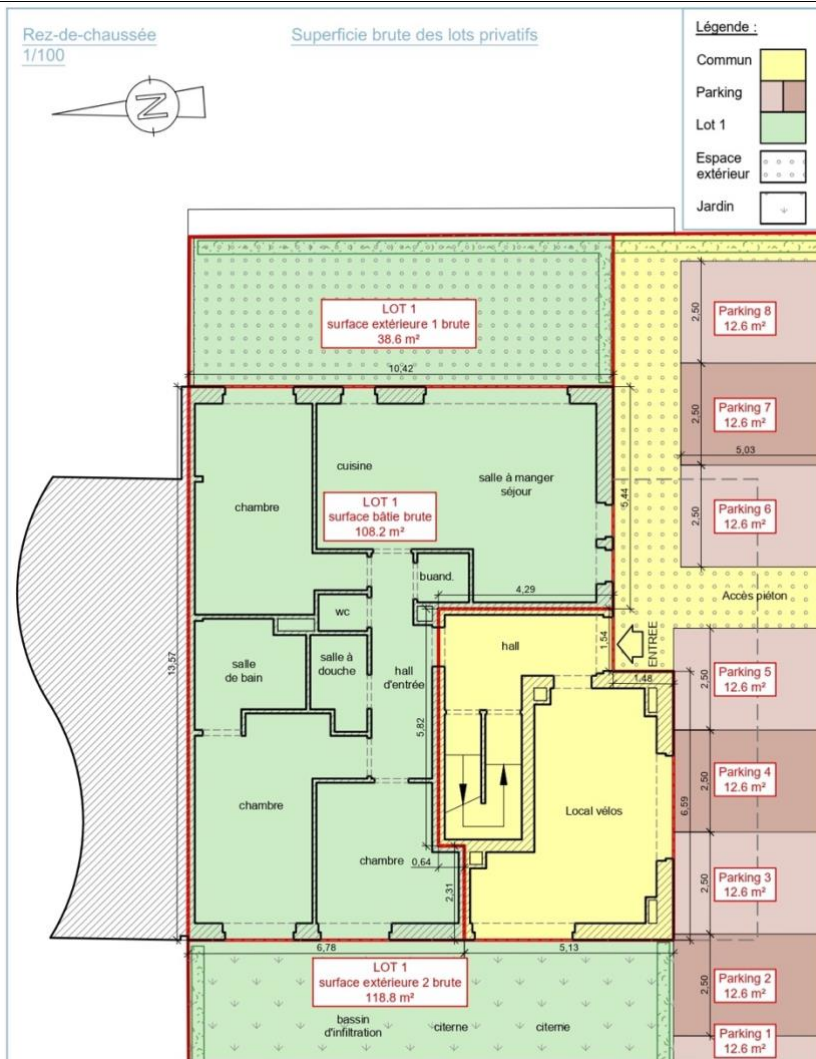 Rez-de-chaussée
1/100
Superficie brute des lots privatifs
Légende :
Commun
Parking
Lot 1
Espace
extérieur
Jardin
N
LOT 1
surface extérieure 1 brute
38.6 m²
10,42
2,50
Parking 8
12.6 m²
2,50
Parking 7
12.6 m²
5,03
2,50
Parking 6
12.6 m²
cuisine
salle à manger
séjour
chambre
LOT 1
surface bâtie brute
108.2 m²
5,44
buand.
4,29
Accès piéton
wc
hall
1,54
ENTREE
13,57
salle
de bain
salle à
douche
hall
d'entrée
1,48
2,50
Parking 5
12.6 m²
5,82
2,50
Parking 4
12.6 m²
6,59
chambre
Local vélos
chambre
0,64
2,31
2,50
Parking 3
12.6 m²
6,78
5,13
LOT 1
surface extérieure 2 brute
118.8 m²
2,50
Parking 2
12.6 m²
bassin
d'infiltration
citerne
citerne
Parking 1
12.6 m²